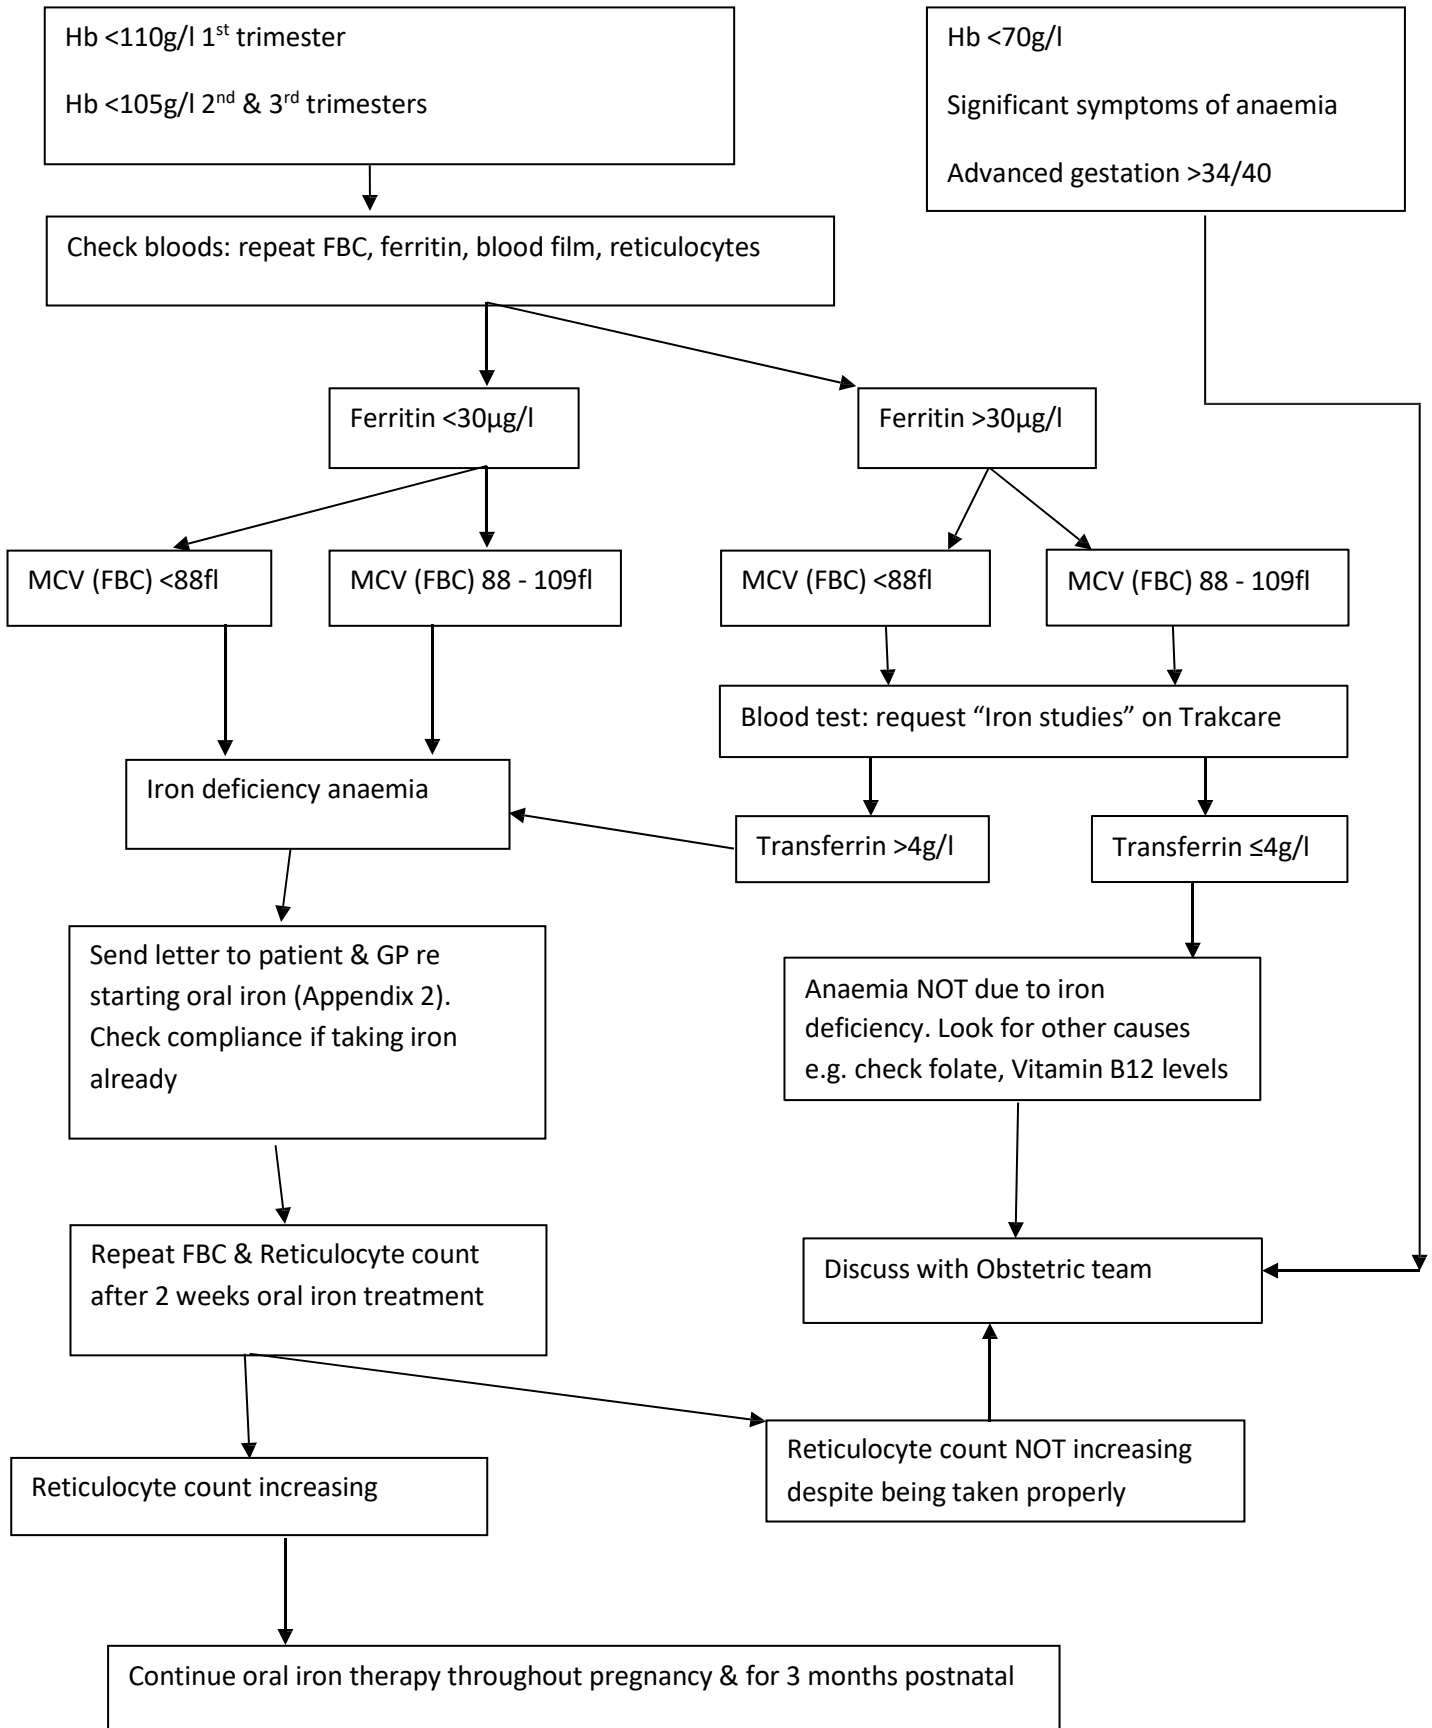 Hb <110g/l 1st trimester
Hb <105g/l 2nd & 3rd trimesters
Hb <70g/l
Significant symptoms of anaemia
Advanced gestation >34/40
Check bloods: repeat FBC, ferritin, blood film, reticulocytes
Ferritin <30µg/l
Ferritin >30µg/l
MCV (FBC) <88fl
MCV (FBC) 88 - 109fl
MCV (FBC) <88fl
MCV (FBC) 88 - 109fl
Blood test: request “Iron studies” on Trakcare
Iron deficiency anaemia
Transferrin >4g/l
Transferrin ≤4g/l
Send letter to patient & GP re
starting oral iron (Appendix 2).
Check compliance if taking iron
already
Anaemia NOT due to iron
deficiency. Look for other causes
e.g. check folate, Vitamin B12 levels
Repeat FBC & Reticulocyte count
after 2 weeks oral iron treatment
Discuss with Obstetric team
Reticulocyte count increasing
Reticulocyte count NOT increasing
despite being taken properly
Continue oral iron therapy throughout pregnancy & for 3 months postnatal